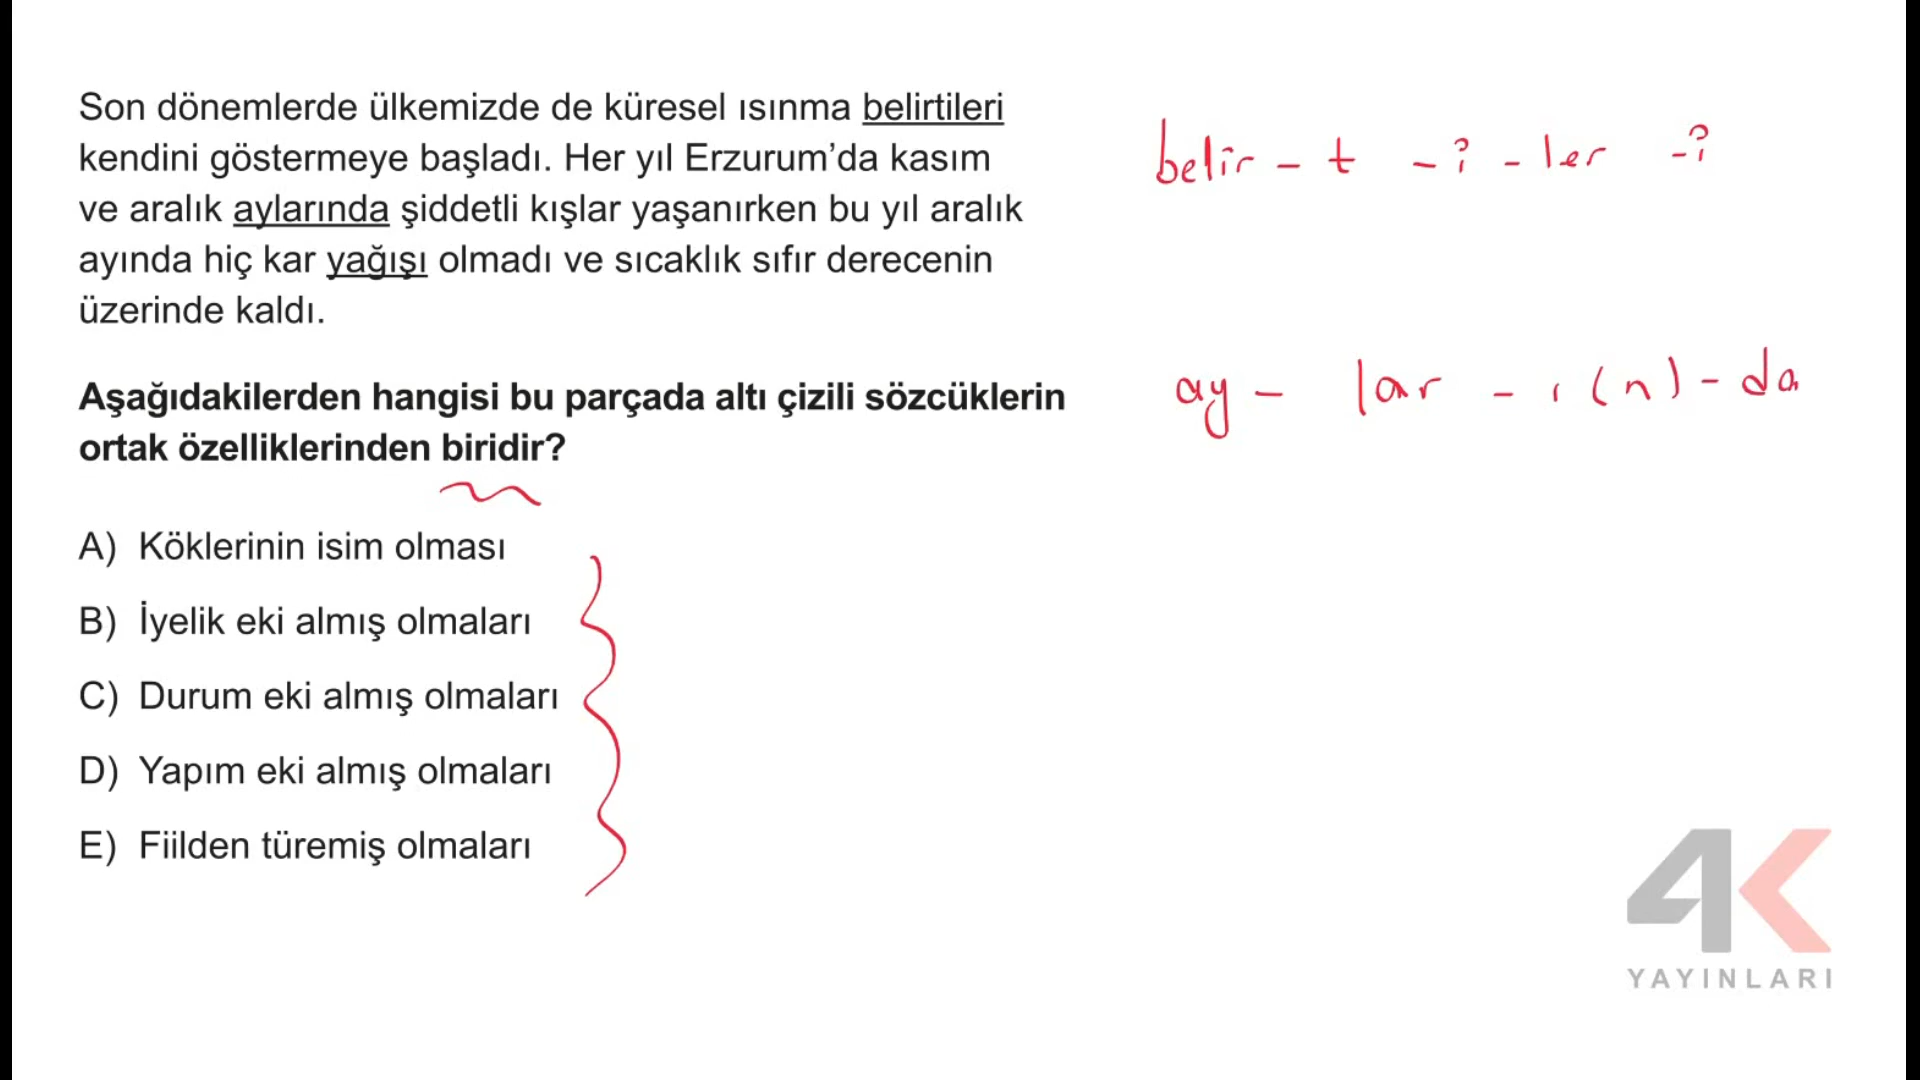 Son dönemlerde ülkemizde de küresel ısınma belirtileri
kendini göstermeye başladı. Her yıl Erzurum’da kasım
ve aralık aylarında şiddetli kışlar yaşanırken bu yıl aralık
ayında hiç kar yağışı olmadı ve sıcaklık sıfır derecenin
üzerinde kaldı.
Aşağıdakilerden hangisi bu parçada altı çizili sözcüklerin
ortak özelliklerinden biridir?
A) Köklerinin isim olması
B) İyelik eki almış olmaları
C) Durum eki almış olmaları
D) Yapım eki almış olmaları
E) Fiilden türemiş olmaları
belir - t - i - ler - i
ay - lar - ı (n) - da
4K
YAYINLARI